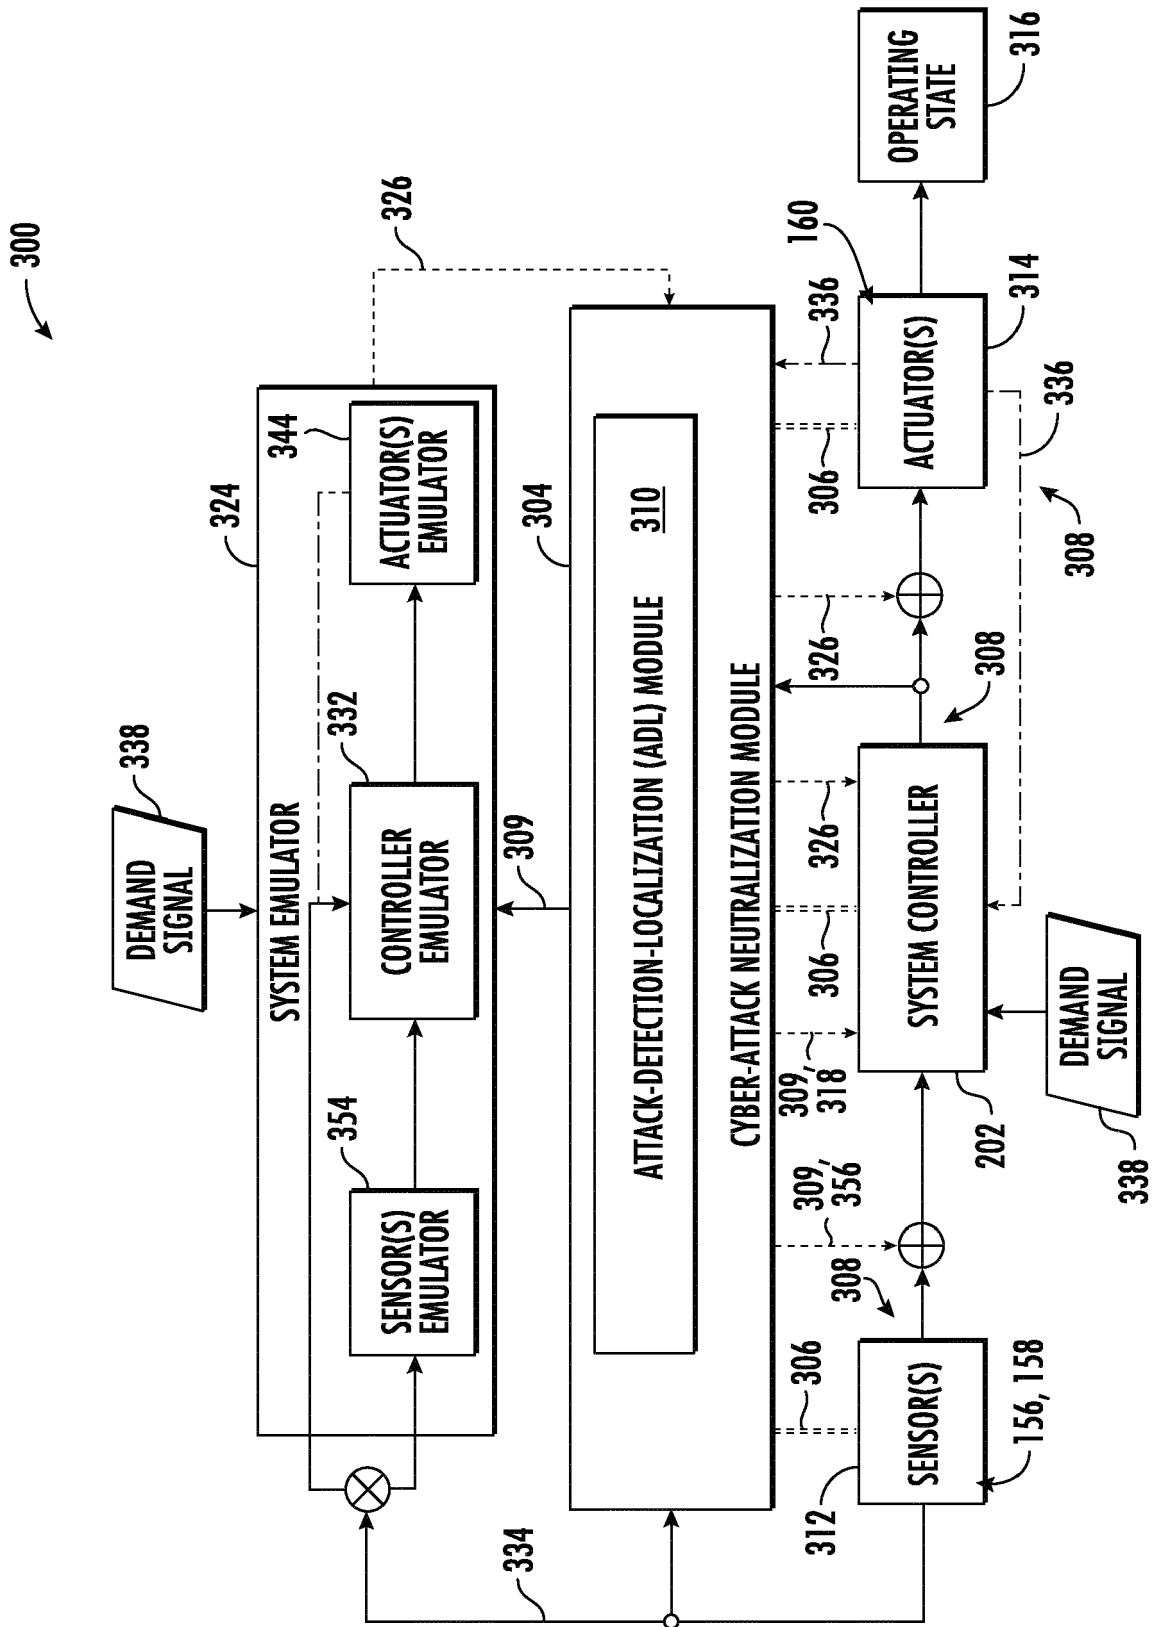 300
338
DEMAND
SIGNAL
324
326
SYSTEM EMULATOR
354
SENSOR(S)
EMULATOR
332
CONTROLLER
EMULATOR
344
ACTUATOR(S)
EMULATOR
334
309
304
ATTACK-DETECTION-LOCALIZATION (ADL) MODULE
310
CYBER-ATTACK NEUTRALIZATION MODULE
306
308
309,
356
309,
318
306
326
326
306
336
160
312
SENSOR(S)
156, 158
202
SYSTEM CONTROLLER
308
ACTUATOR(S)
314
OPERATING
STATE
316
336
308
338
DEMAND
SIGNAL